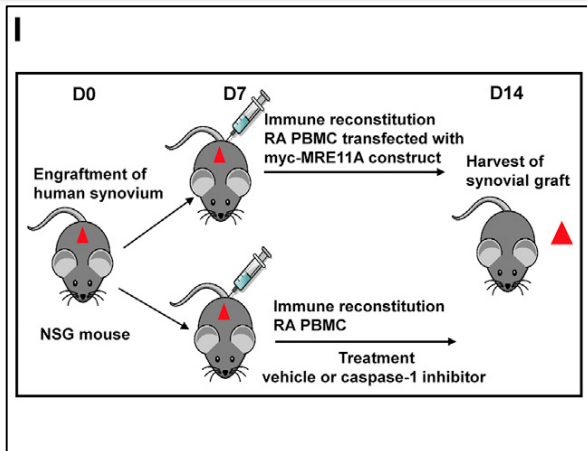 I
D0
D7
D14
Immune reconstitution
RA PBMC transfected with
myc-MRE11A construct
Engraftment of
human synovium
Harvest of
synovial graft
NSG mouse
Immune reconstitution
RA PBMC
Treatment
vehicle or caspase-1 inhibitor